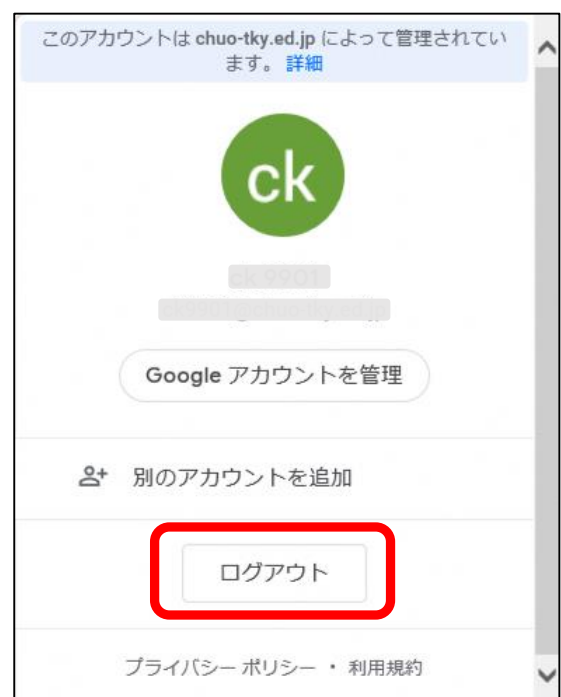 このアカウントは chuo-tky.ed.jp によって管理されてい
ます。 詳細
ck
ck 9901
Google アカウントを管理
別のアカウントを追加
ログアウト
プライバシー ポリシー ・ 利用規約